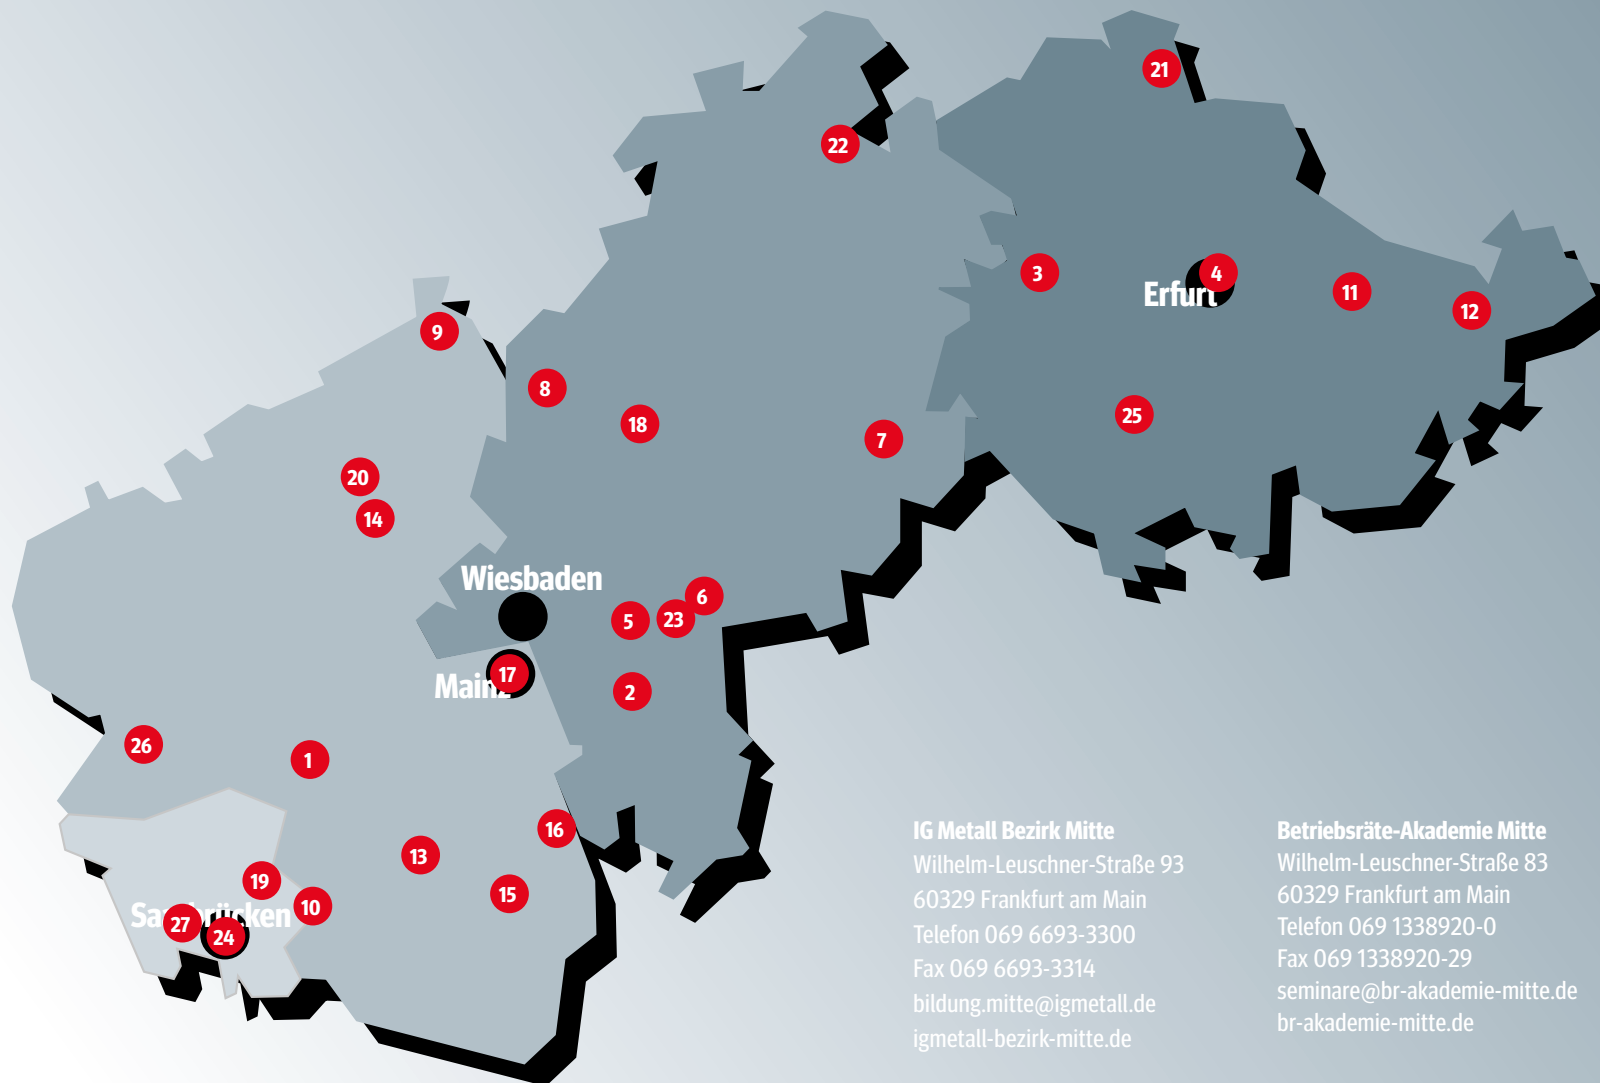 21
22
3
4
Erfurt
11
12
9
8
18
7
25
20
14
Wiesbaden
6
5
23
17
Mainz
2
26
1
16
13
19
15
10
Saarbrücken
27
24
IG Metall Bezirk Mitte
Wilhelm-Leuschner-Straße 93
60329 Frankfurt am Main
Telefon 069 6693-3300
Fax 069 6693-3314
bildung.mitte@igmetall.de
igmetall-bezirk-mitte.de
Betriebsräte-Akademie Mitte
Wilhelm-Leuschner-Straße 83
60329 Frankfurt am Main
Telefon 069 1338920-0
Fax 069 1338920-29
seminare@br-akademie-mitte.de
br-akademie-mitte.de